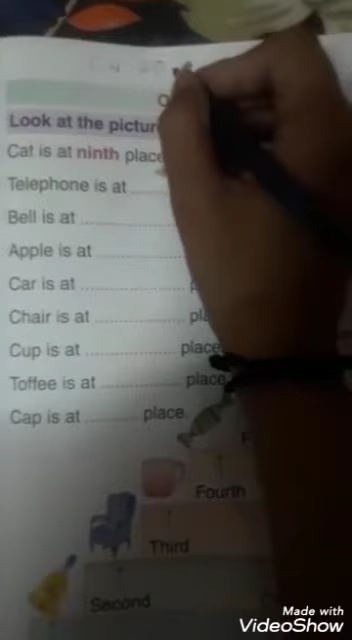 Look at the pictur
Cat is at ninth place
Telephone is at
Bell is at
Apple is at
Car is at
Chair is at
Cup is at place
Toffee is at place
Cap is at place.
Fourth
Third
Second
Made with
VideoShow